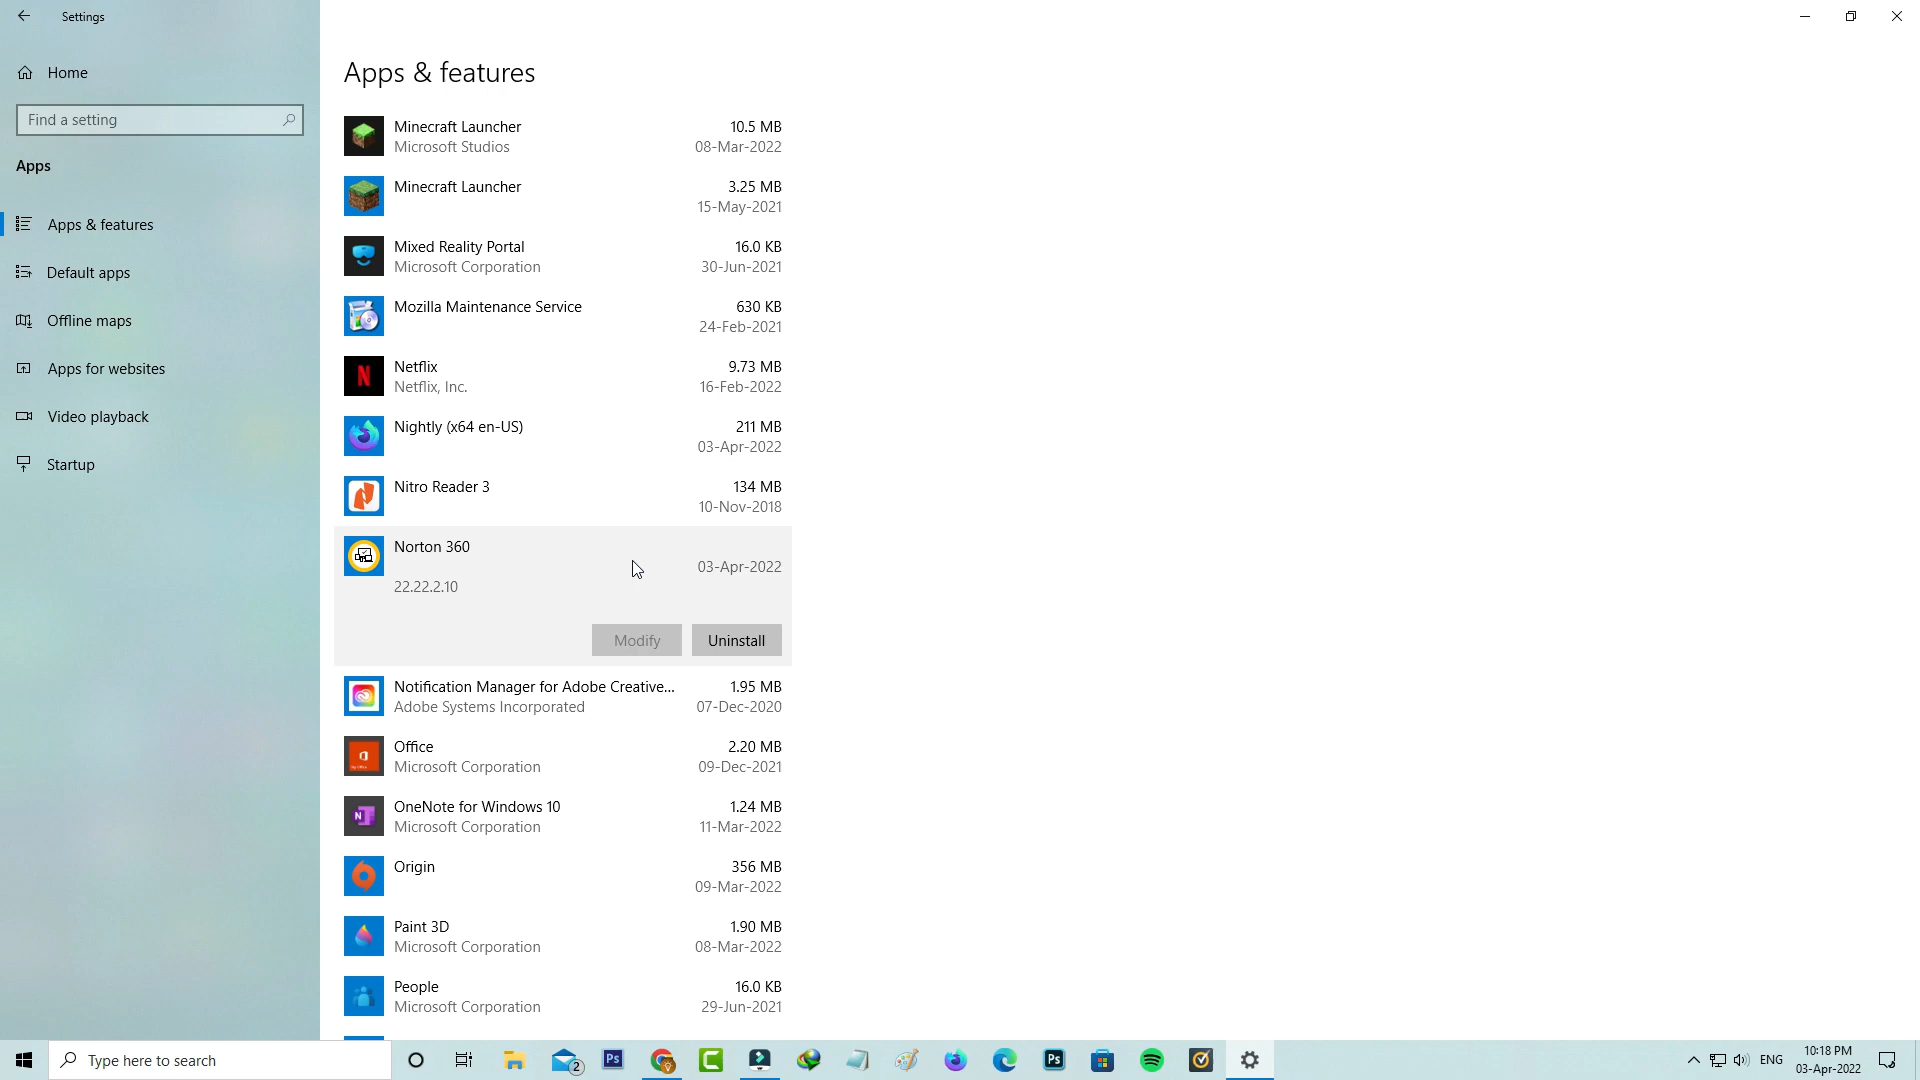 Settings
Home
Find a setting
Apps
Apps & features
Default apps
Offline maps
Apps for websites
Video playback
Startup
Apps & features
Minecraft Launcher 10.5 MB
Microsoft Studios 08-Mar-2022
Minecraft Launcher 3.25 MB
15-May-2021
Mixed Reality Portal 16.0 KB
Microsoft Corporation 30-Jun-2021
Mozilla Maintenance Service 630 KB
24-Feb-2021
Netflix 9.73 MB
Netflix, Inc. 16-Feb-2022
Nightly (x64 en-US) 211 MB
03-Apr-2022
Nitro Reader 3 134 MB
10-Nov-2018
Norton 360
03-Apr-2022
22.22.2.10
Modify Uninstall
Notification Manager for Adobe Creative... 1.95 MB
Adobe Systems Incorporated 07-Dec-2020
Office 2.20 MB
Microsoft Corporation 09-Dec-2021
OneNote for Windows 10 1.24 MB
Microsoft Corporation 11-Mar-2022
Origin 356 MB
09-Mar-2022
Paint 3D 1.90 MB
Microsoft Corporation 08-Mar-2022
People 16.0 KB
Microsoft Corporation 29-Jun-2021
Type here to search
2
Ps
Ps
ENG
10:18 PM
03-Apr-2022